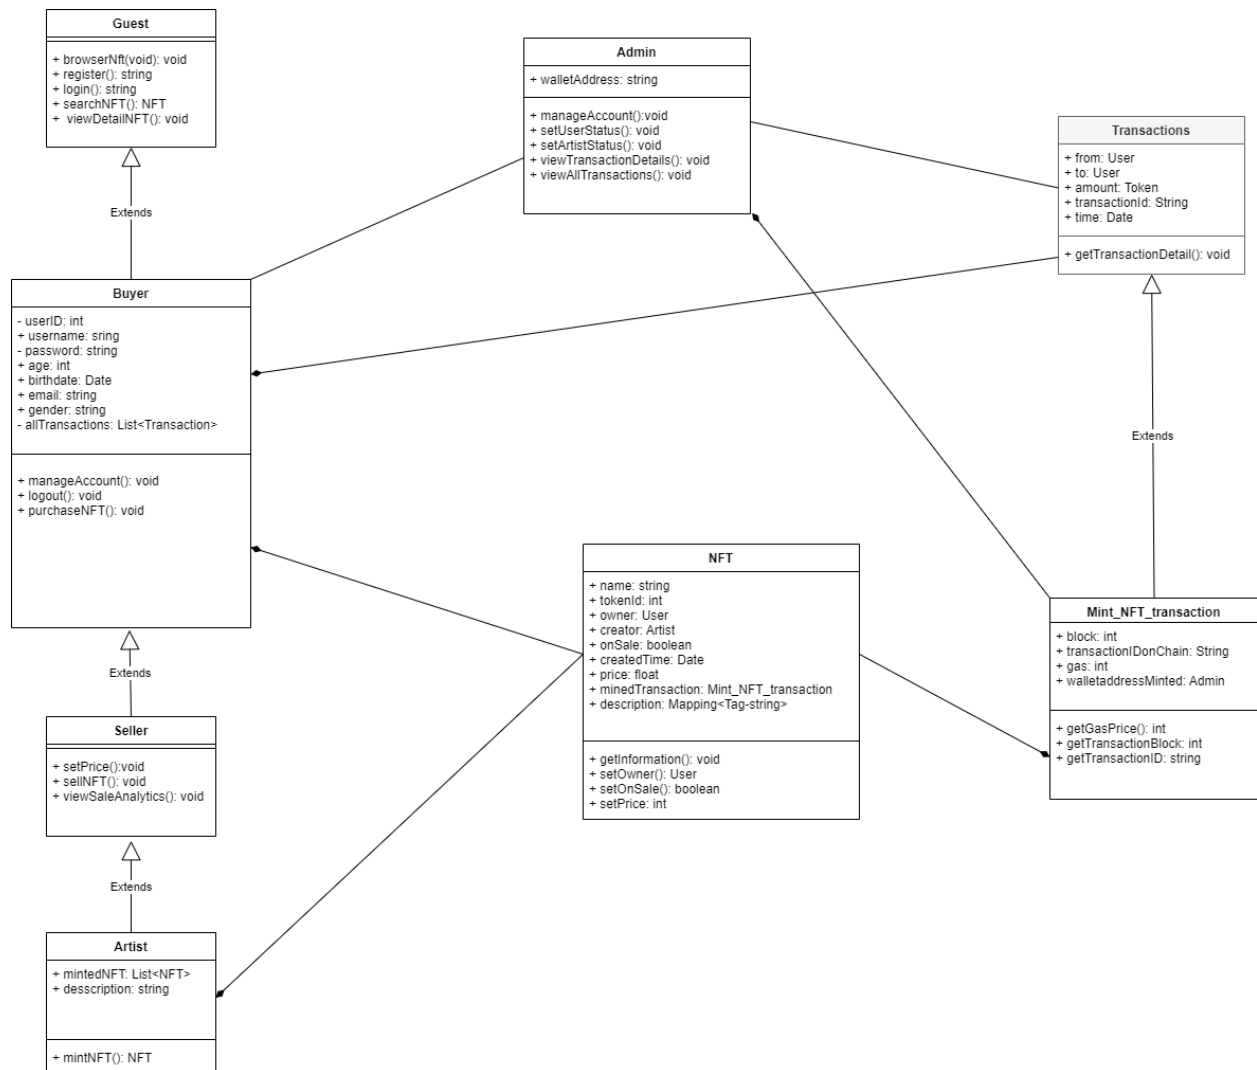 Guest
+ browserNft(void): void
+ register(): string
+ login(): string
+ searchNFT(): NFT
+ viewDetailNFT(): void
Extends
Buyer
- userID: int
+ username: sring
- password: string
+ age: int
+ birthdate: Date
+ email: string
+ gender: string
- allTransactions: List<Transaction>
+ manageAccount(): void
+ logout(): void
+ purchaseNFT(): void
Extends
Seller
+ setPrice():void
+ sellNFT(): void
+ viewSaleAnalytics(): void
Extends
Artist
+ mintedNFT: List<NFT>
+ desscription: string
+ mintNFT(): NFT
Admin
+ walletAddress: string
+ manageAccount():void
+ setUserStatus(): void
+ setArtistStatus(): void
+ viewTransactionDetails(): void
+ viewAllTransactions(): void
NFT
+ name: string
+ tokenId: int
+ owner: User
+ creator: Artist
+ onSale: boolean
+ createdTime: Date
+ price: float
+ minedTransaction: Mint_NFT_transaction
+ description: Mapping<Tag-string>
+ getInformation(): void
+ setOwner(): User
+ setOnSale(): boolean
+ setPrice: int
Transactions
+ from: User
+ to: User
+ amount: Token
+ transactionId: String
+ time: Date
+ getTransactionDetail(): void
Extends
Mint_NFT_transaction
+ block: int
+ transactionIDonChain: String
+ gas: int
+ walletaddressMinted: Admin
+ getGasPrice(): int
+ getTransactionBlock: int
+ getTransactionID: string